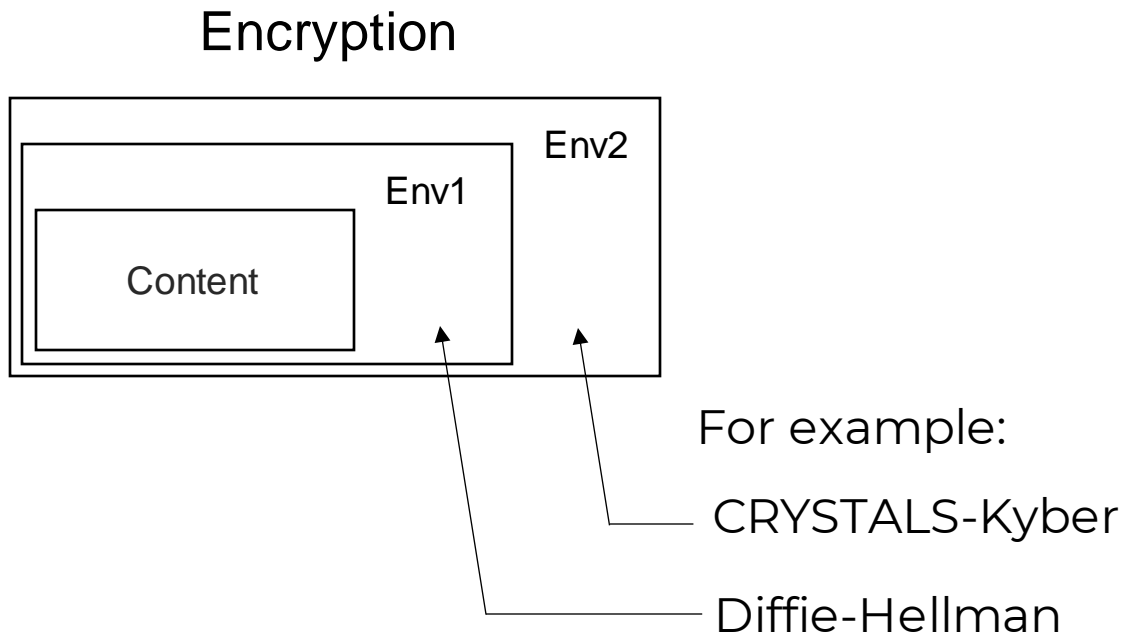 Encryption
Env2
Env1
Content
For example:
CRYSTALS-Kyber
Diffie-Hellman